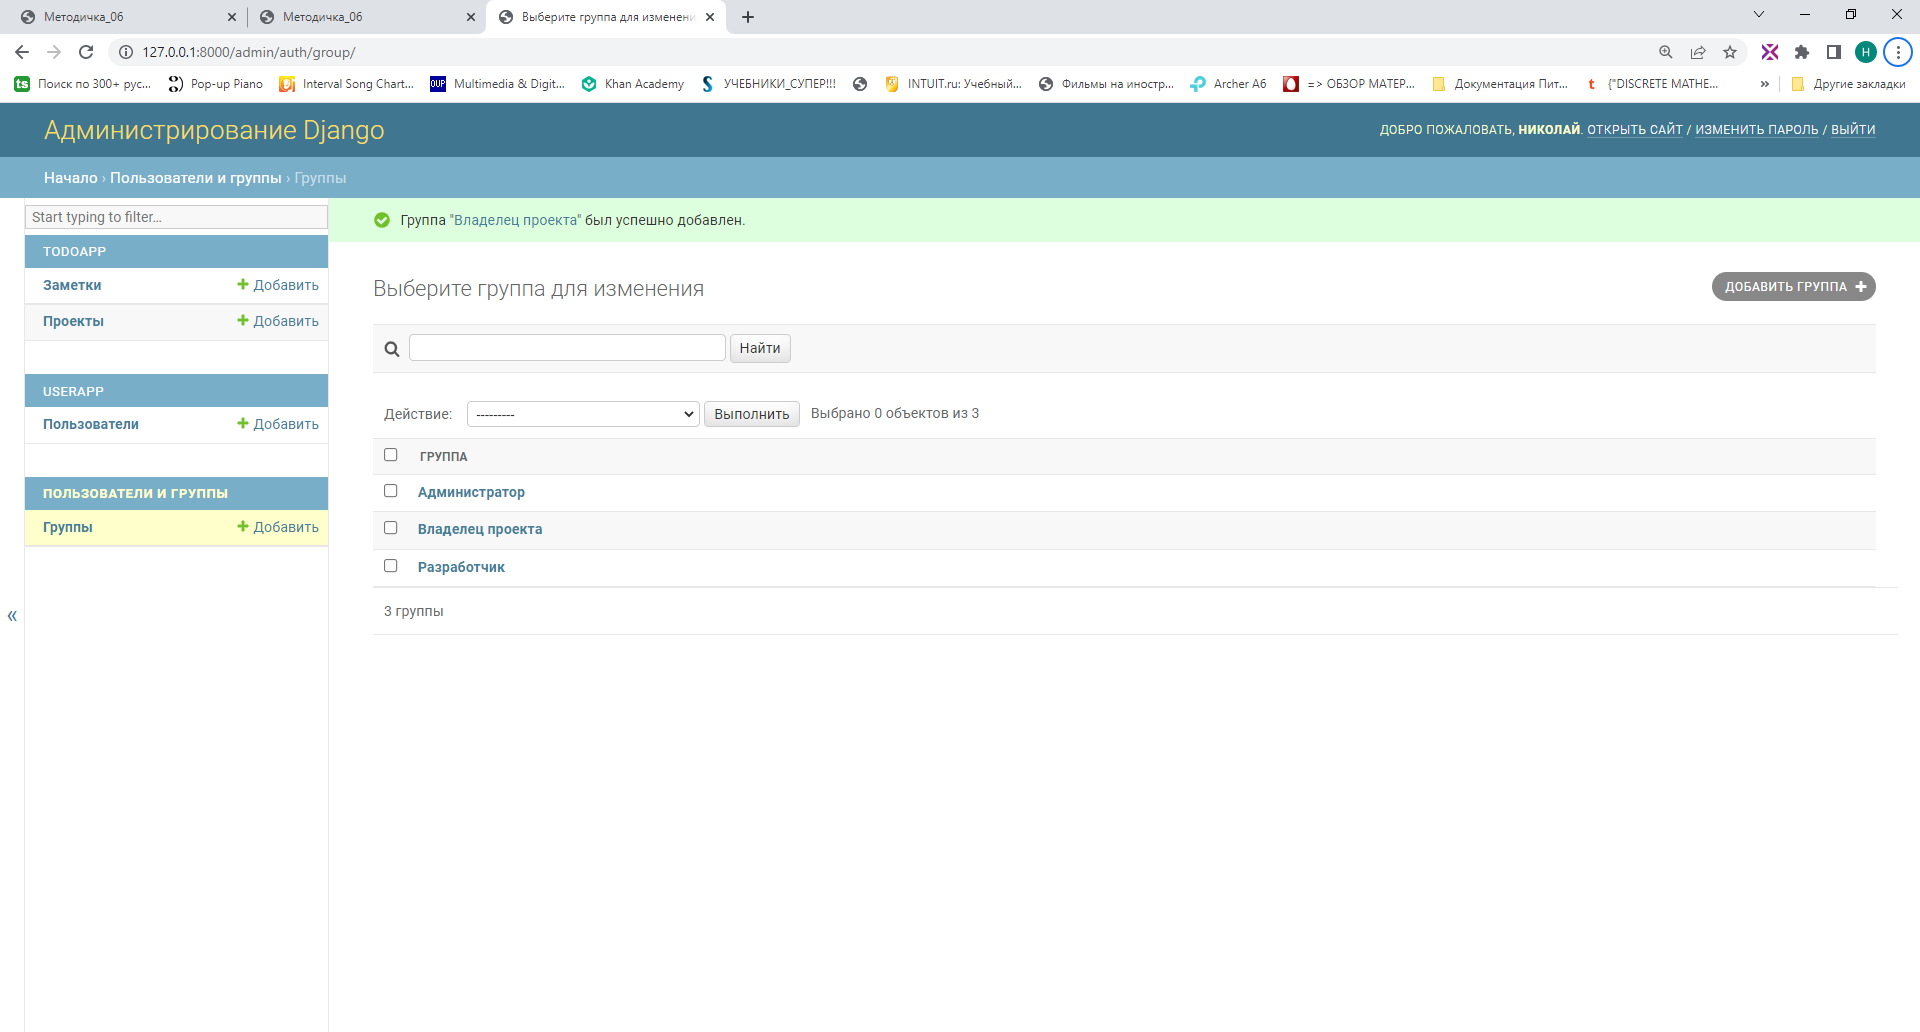 Методичка_06
Методичка_06
Выберите группа для изменени
127.0.0.1:8000/admin/auth/group/
H
ts Поиск по 300+ рус...
Pop-up Piano
Interval Song Chart...
OUP Multimedia & Digit...
Khan Academy
УЧЕБНИКИ_СУПЕР!!!
INTUIT.ru: Учебный...
Фильмы на иностр...
Archer A6
=> ОБЗОР МАТЕР...
Документация Пит...
t {"DISCRETE MATHE...
»
Другие закладки
Администрирование Django
ДОБРО ПОЖАЛОВАТЬ, НИКОЛАЙ. ОТКРЫТЬ САЙТ / ИЗМЕНИТЬ ПАРОЛЬ / ВЫЙТИ
Начало › Пользователи и группы › Группы
Start typing to filter...
TODOAPP
Заметки Добавить
Проекты Добавить
USERAPP
Пользователи Добавить
ПОЛЬЗОВАТЕЛИ И ГРУППЫ
Группы Добавить
«
Группа "Владелец проекта" был успешно добавлен.
Выберите группа для изменения
ДОБАВИТЬ ГРУППА
Найти
Действие: --------- Выполнить Выбрано 0 объектов из 3
ГРУППА
Администратор
Владелец проекта
Разработчик
3 группы